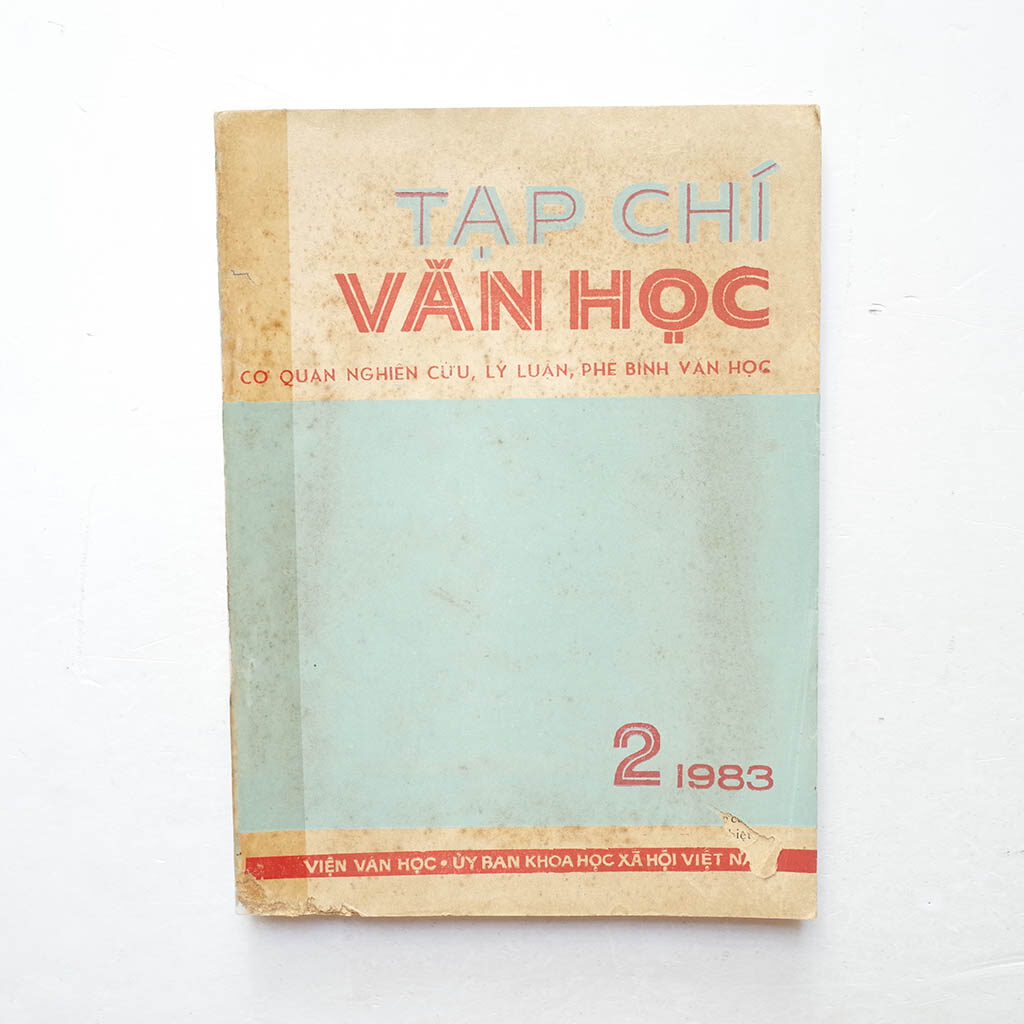 TẠP CHÍ
VĂN HỌC
CƠ QUAN NGHIÊN CỨU, LÝ LUẬN, PHÊ BÌNH VĂN HỌC
2 1983
VIỆN VĂN HỌC • ỦY BAN KHOA HỌC XÃ HỘI VIỆT NA